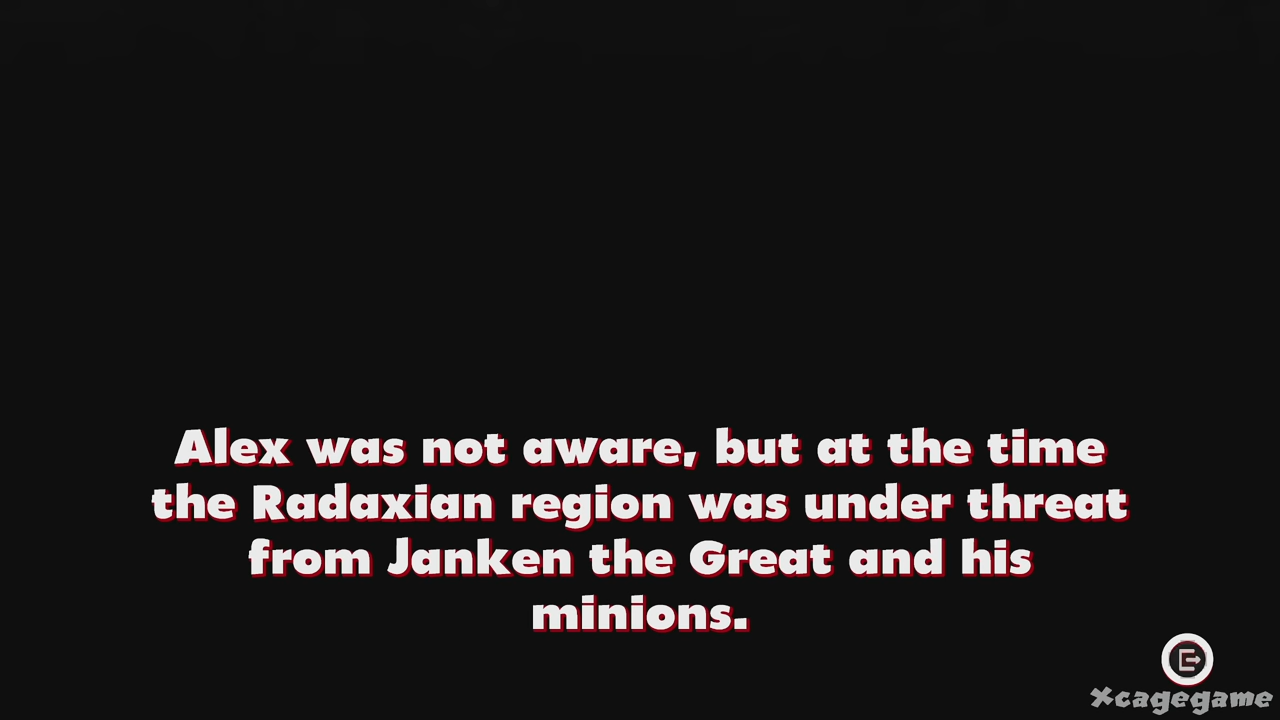 Alex was not aware, but at the time
the Radaxian region was under threat
from Janken the Great and his
minions.
Xcagegame